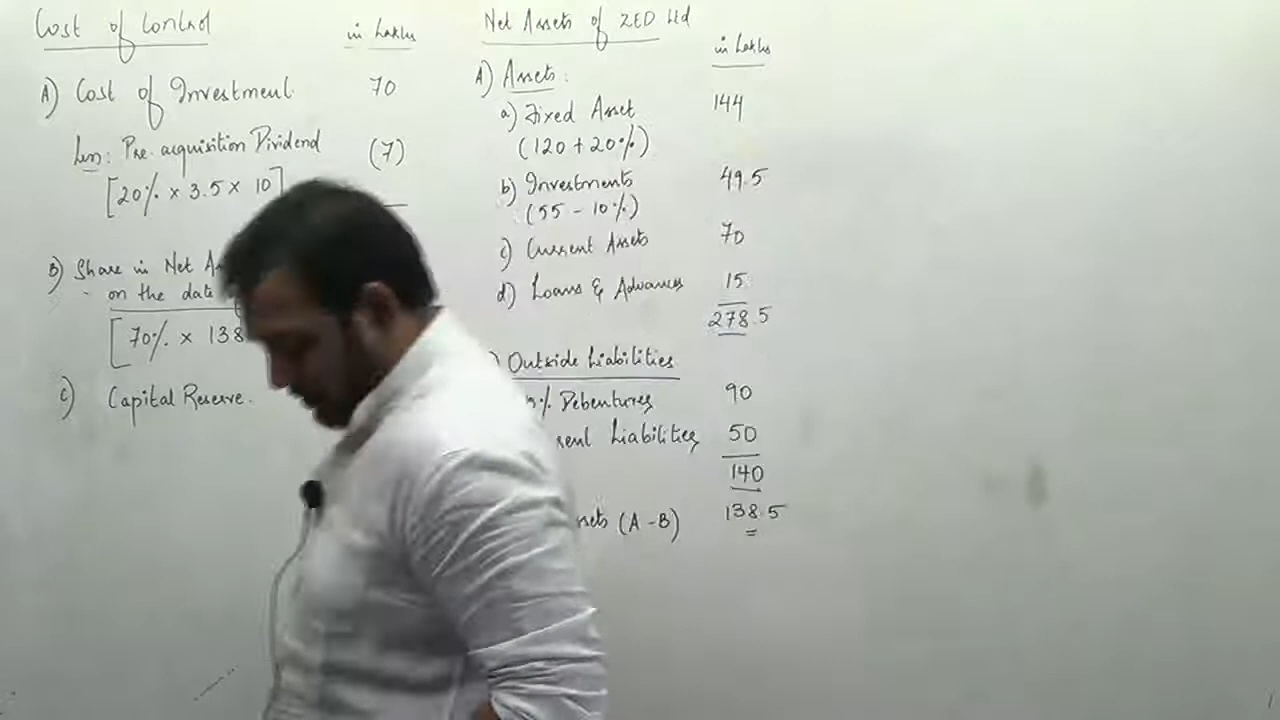 Cost of Control
in Lakhs
A) Cost of Investment 70
Less: Pre-acquisition Dividend (7)
[20% × 3.5 × 10]
B) Share in Net
on the date
[70% × 138
C) Capital Reserve.
Net Assets of ZED Ltd
in Lakhs
A) Assets:
a) Fixed Asset 144
(120 + 20%)
b) Investments 49.5
(55 - 10%)
c) Current Assets 70
d) Loans & Advances 15
278.5
) Outside Liabilities
% Debentures 90
Liabilities 50
140
(A - B) 138.5